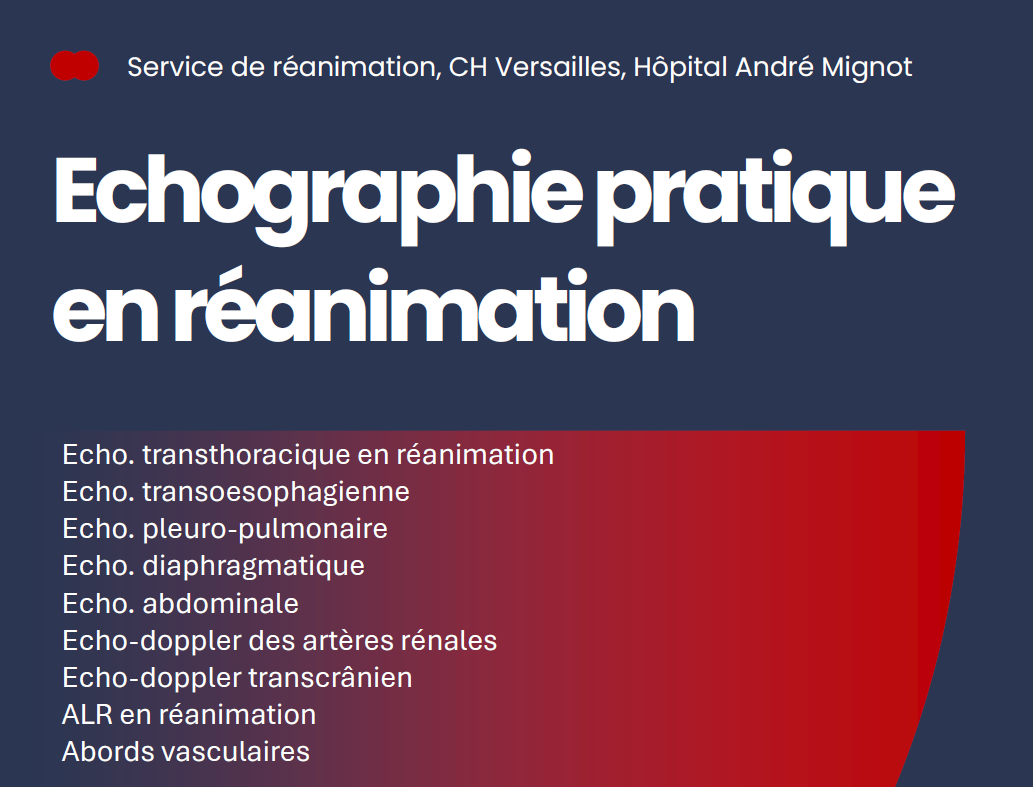 Service de réanimation, CH Versailles, Hôpital André Mignot
Echographie pratique
en réanimation
Echo. transthoracique en réanimation
Echo. transoesophagienne
Echo. pleuro-pulmonaire
Echo. diaphragmatique
Echo. abdominale
Echo-doppler des artères rénales
Echo-doppler transcrânien
ALR en réanimation
Abords vasculaires